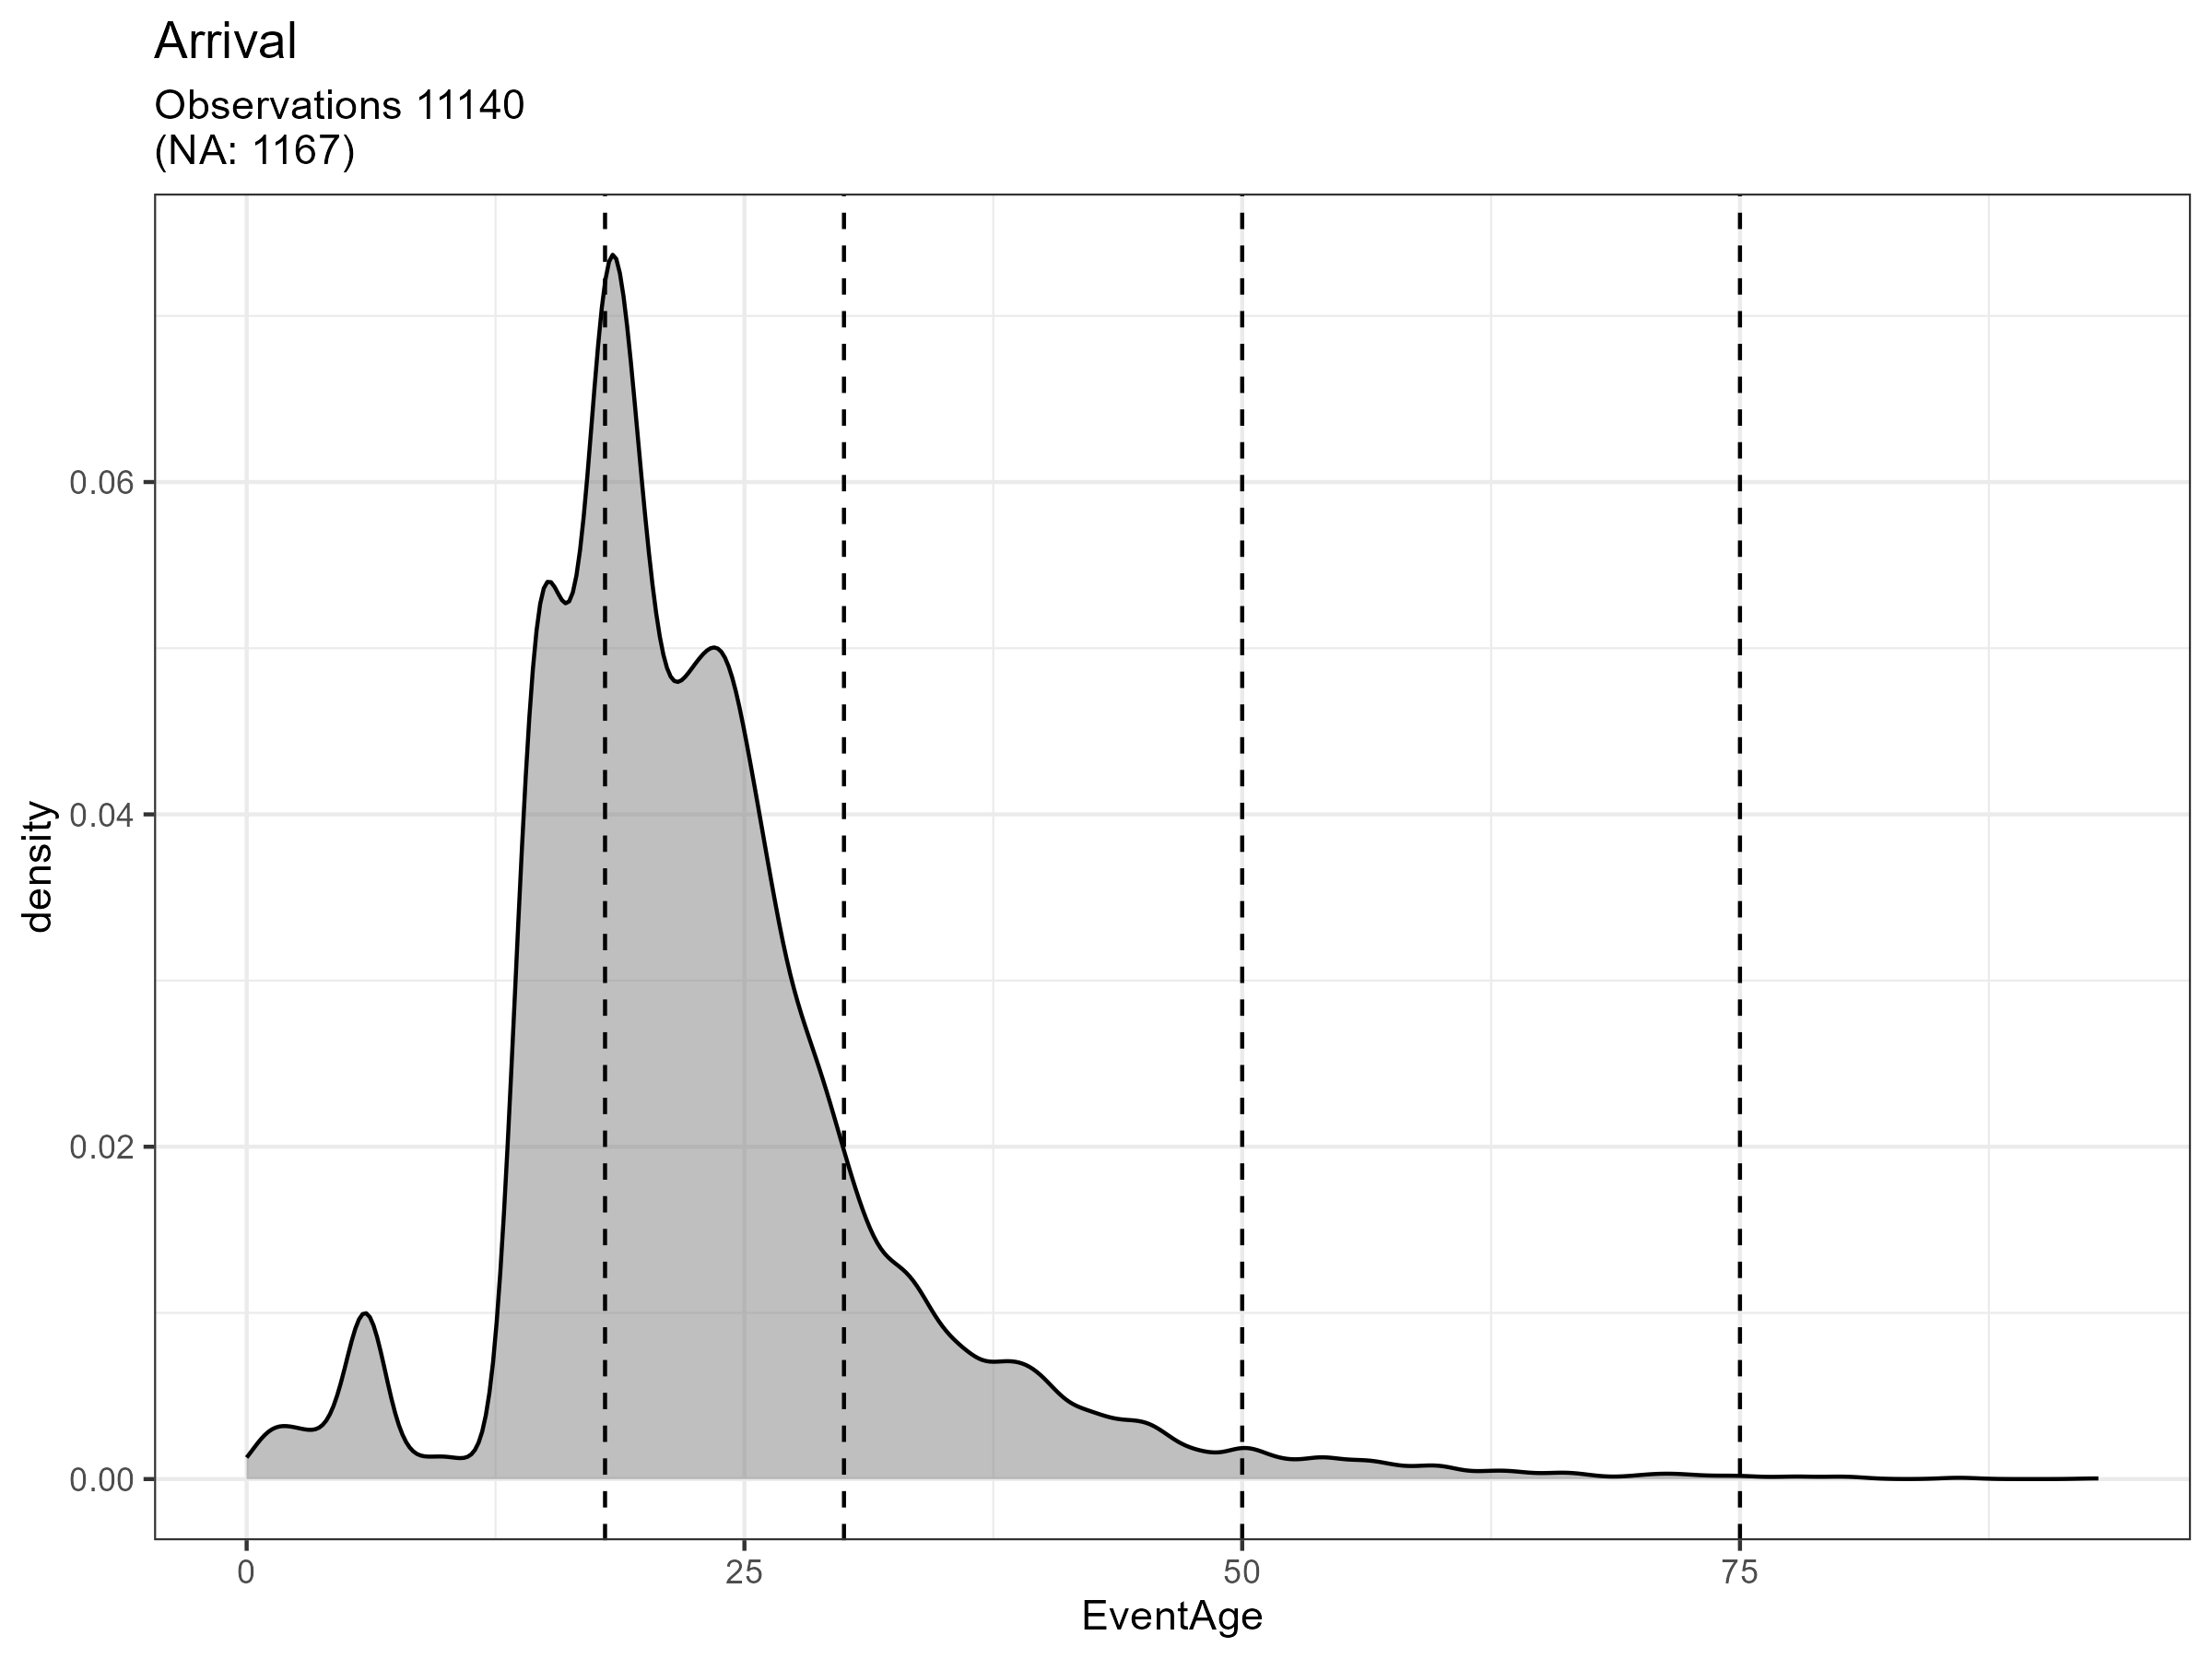 Arrival
Observations 11140
(NA: 1167)
density
0.06
0.04
0.02
0.00
0 25 50 75
EventAge